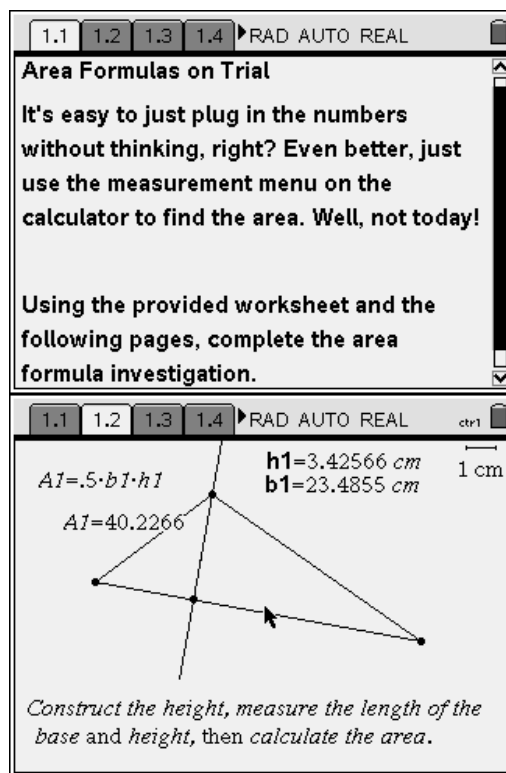 1.1 1.2 1.3 1.4 RAD AUTO REAL
Area Formulas on Trial
It's easy to just plug in the numbers
without thinking, right? Even better, just
use the measurement menu on the
calculator to find the area. Well, not today!
Using the provided worksheet and the
following pages, complete the area
formula investigation.
1.1 1.2 1.3 1.4 RAD AUTO REAL ctrl
h1=3.42566 cm
b1=23.4855 cm
1 cm
A1=.5·b1·h1
A1=40.2266
Construct the height, measure the length of the
base and height, then calculate the area.